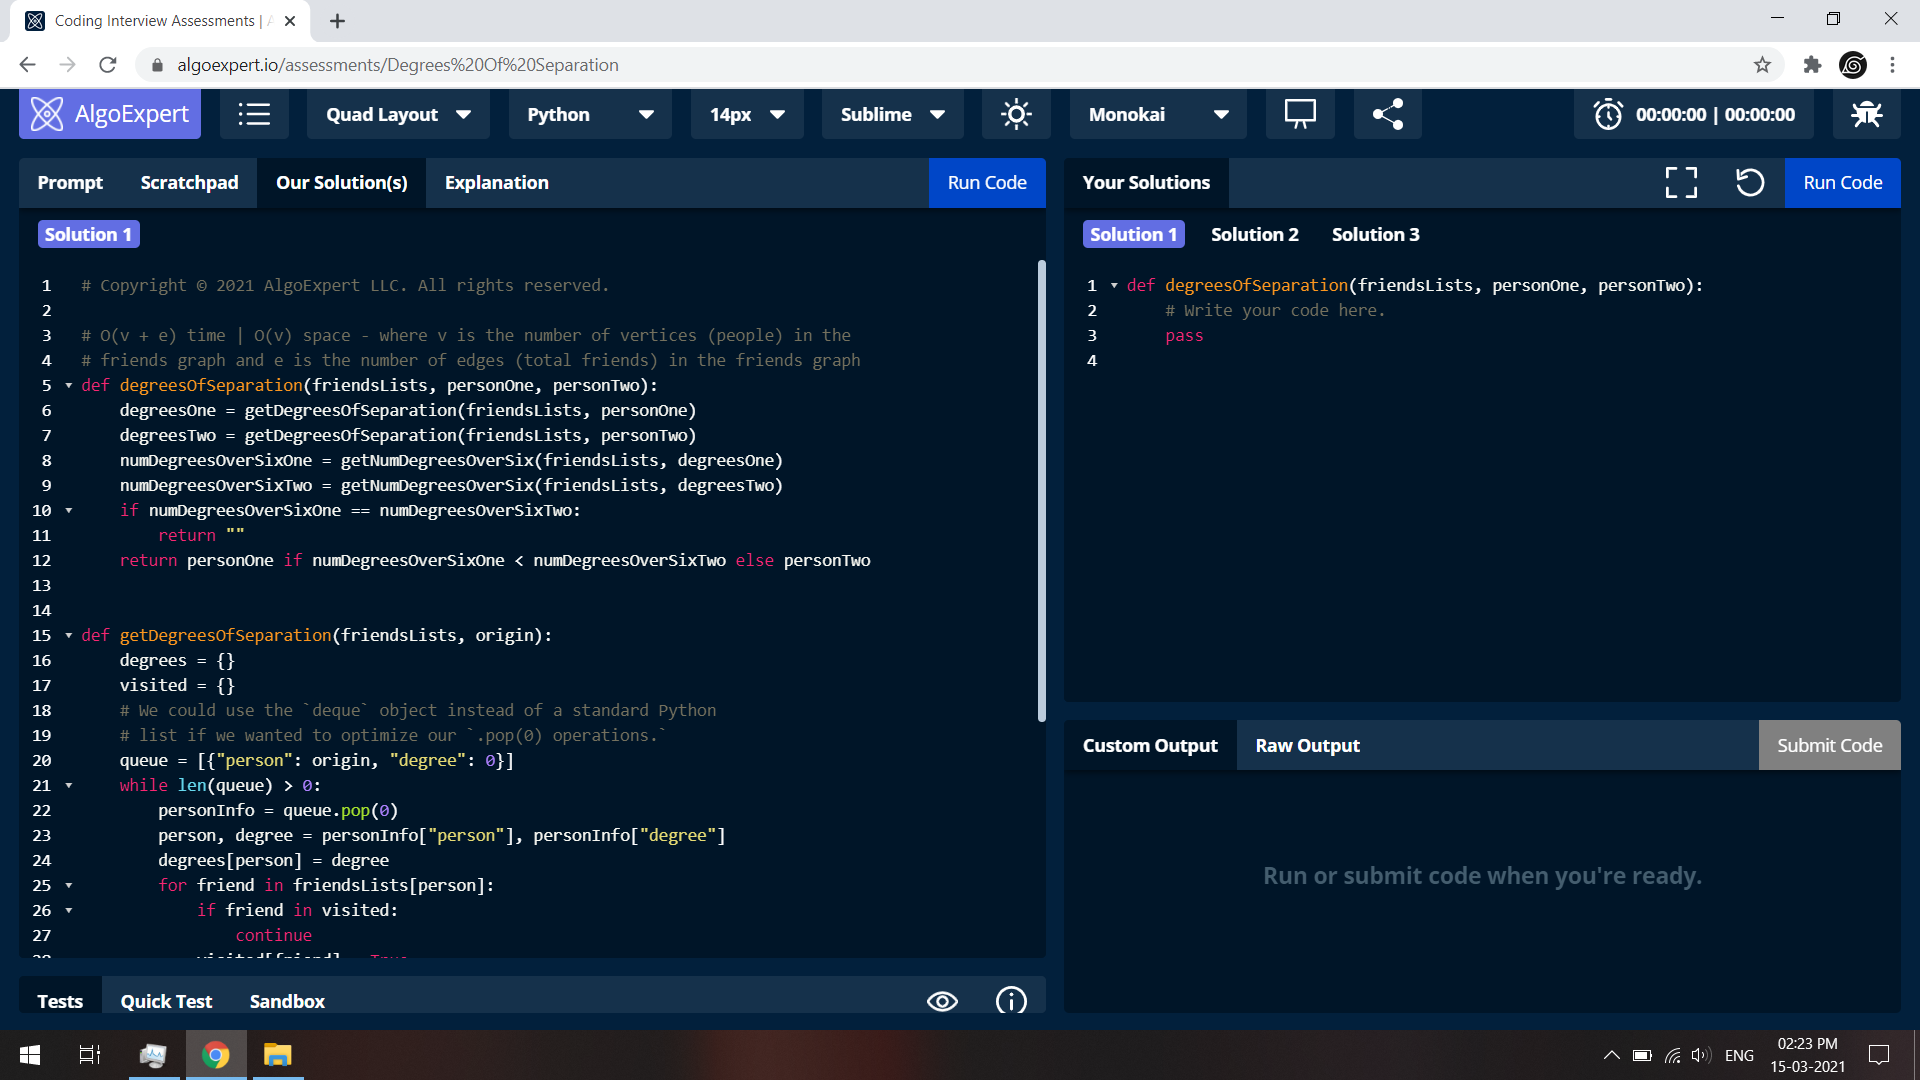 Coding Interview Assessments | A
algoexpert.io/assessments/Degrees%20Of%20Separation
AlgoExpert
Quad Layout
Python
14px
Sublime
Monokai
00:00:00 | 00:00:00
Prompt
Scratchpad
Our Solution(s)
Explanation
Run Code
Solution 1
1 # Copyright © 2021 AlgoExpert LLC. All rights reserved.
2
3 # O(v + e) time | O(v) space - where v is the number of vertices (people) in the
4 # friends graph and e is the number of edges (total friends) in the friends graph
5 def degreesOfSeparation(friendsLists, personOne, personTwo):
6 degreesOne = getDegreesOfSeparation(friendsLists, personOne)
7 degreesTwo = getDegreesOfSeparation(friendsLists, personTwo)
8 numDegreesOverSixOne = getNumDegreesOverSix(friendsLists, degreesOne)
9 numDegreesOverSixTwo = getNumDegreesOverSix(friendsLists, degreesTwo)
10 if numDegreesOverSixOne == numDegreesOverSixTwo:
11 return ""
12 return personOne if numDegreesOverSixOne < numDegreesOverSixTwo else personTwo
13
14
15 def getDegreesOfSeparation(friendsLists, origin):
16 degrees = {}
17 visited = {}
18 # We could use the `deque` object instead of a standard Python
19 # list if we wanted to optimize our `.pop(0) operations.`
20 queue = [{"person": origin, "degree": 0}]
21 while len(queue) > 0:
22 personInfo = queue.pop(0)
23 person, degree = personInfo["person"], personInfo["degree"]
24 degrees[person] = degree
25 for friend in friendsLists[person]:
26 if friend in visited:
27 continue
Tests
Quick Test
Sandbox
Your Solutions
Run Code
Solution 1
Solution 2
Solution 3
1 def degreesOfSeparation(friendsLists, personOne, personTwo):
2 # Write your code here.
3 pass
4
Custom Output
Raw Output
Submit Code
Run or submit code when you're ready.
ENG
02:23 PM
15-03-2021